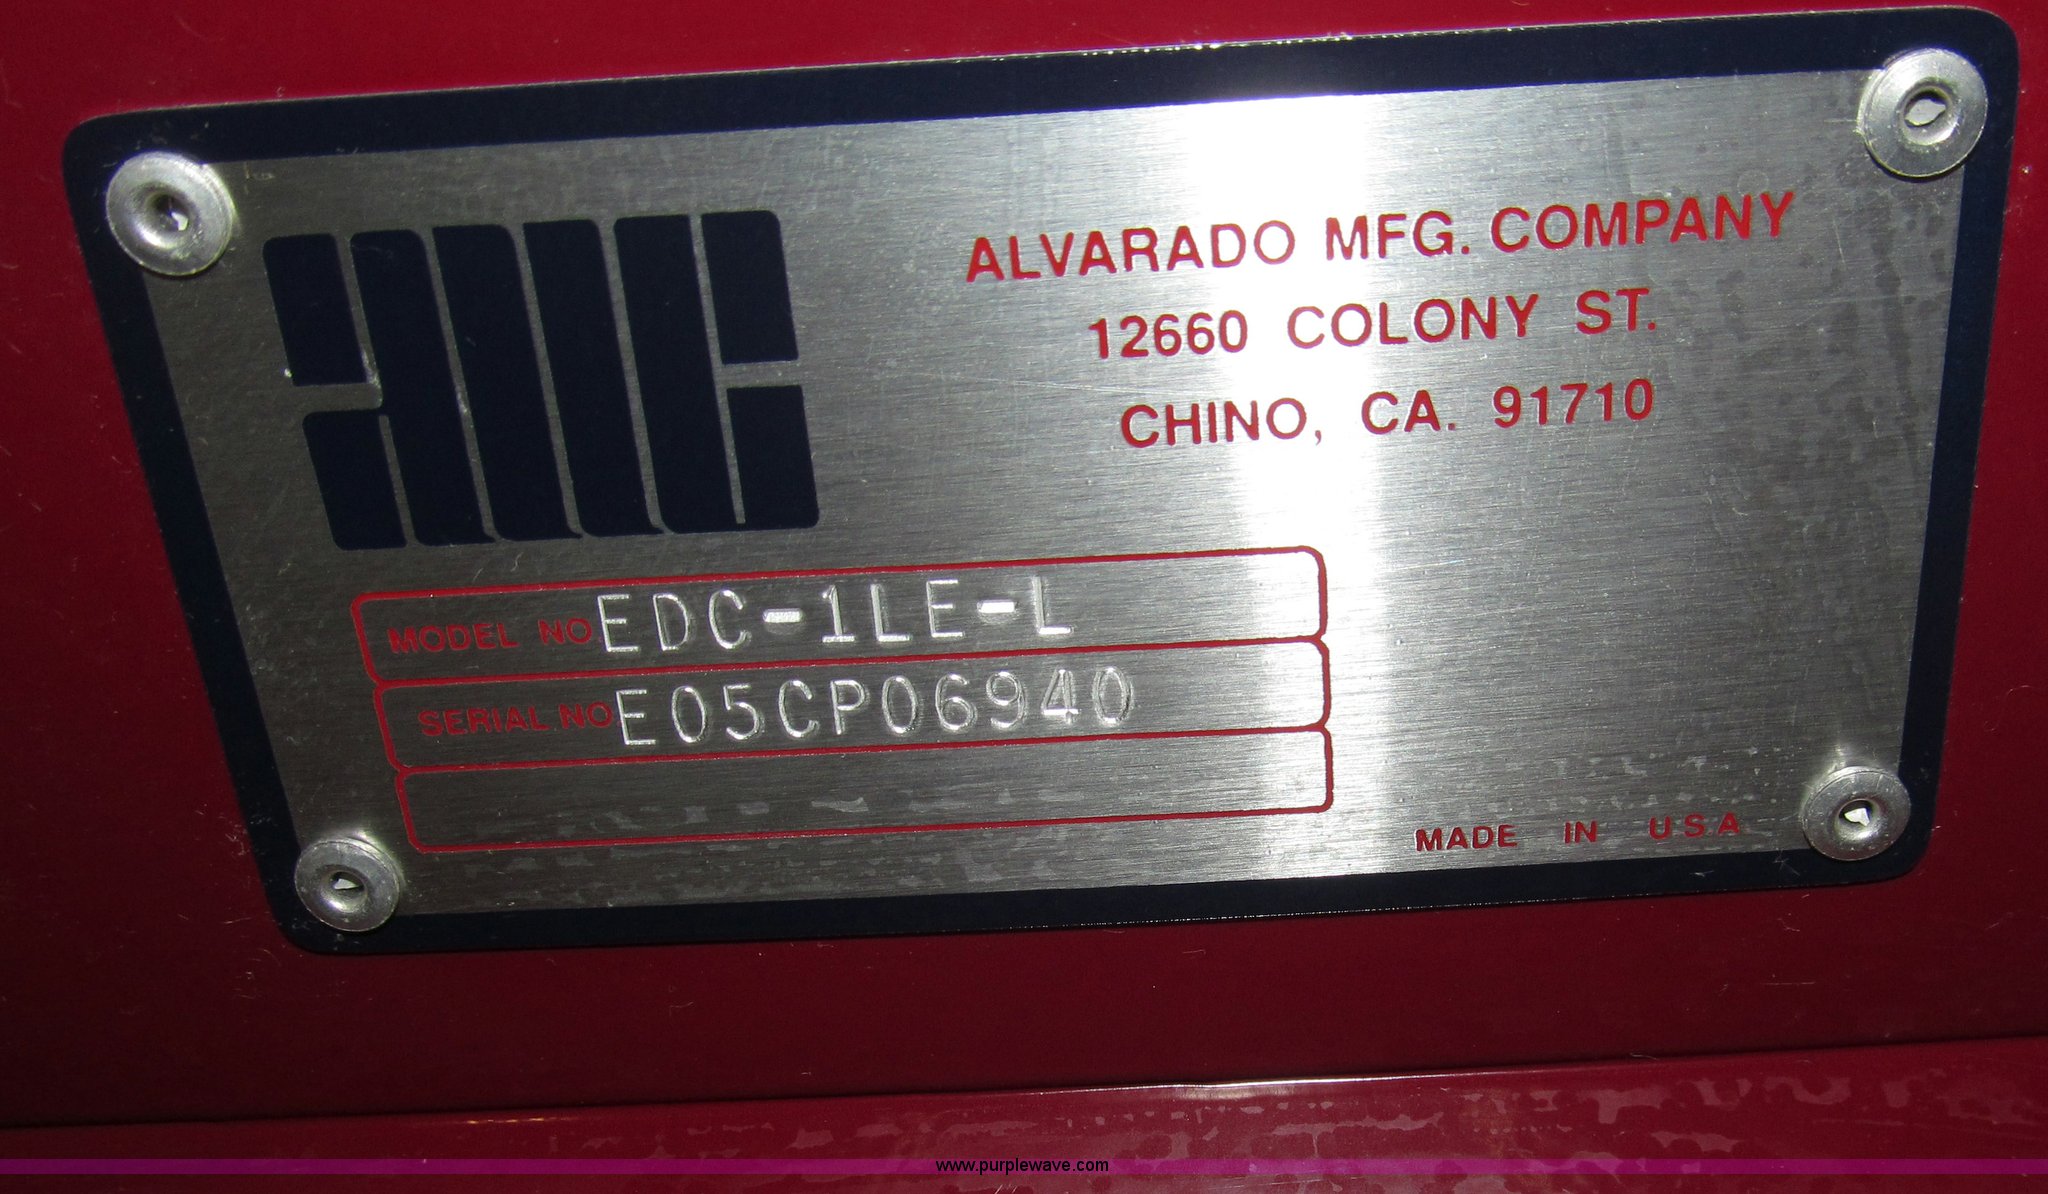 AMC
ALVARADO MFG. COMPANY
12660 COLONY ST.
CHINO, CA. 91710
MODEL NO EDC-1LE-L
SERIAL NO E05CP06940
MADE IN USA
www.purplewave.com